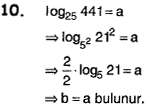 10. log₂₅ 441=a
⇒log₅² 21²=a
⇒2/2·log₅ 21=a
⇒b=a bulunur.